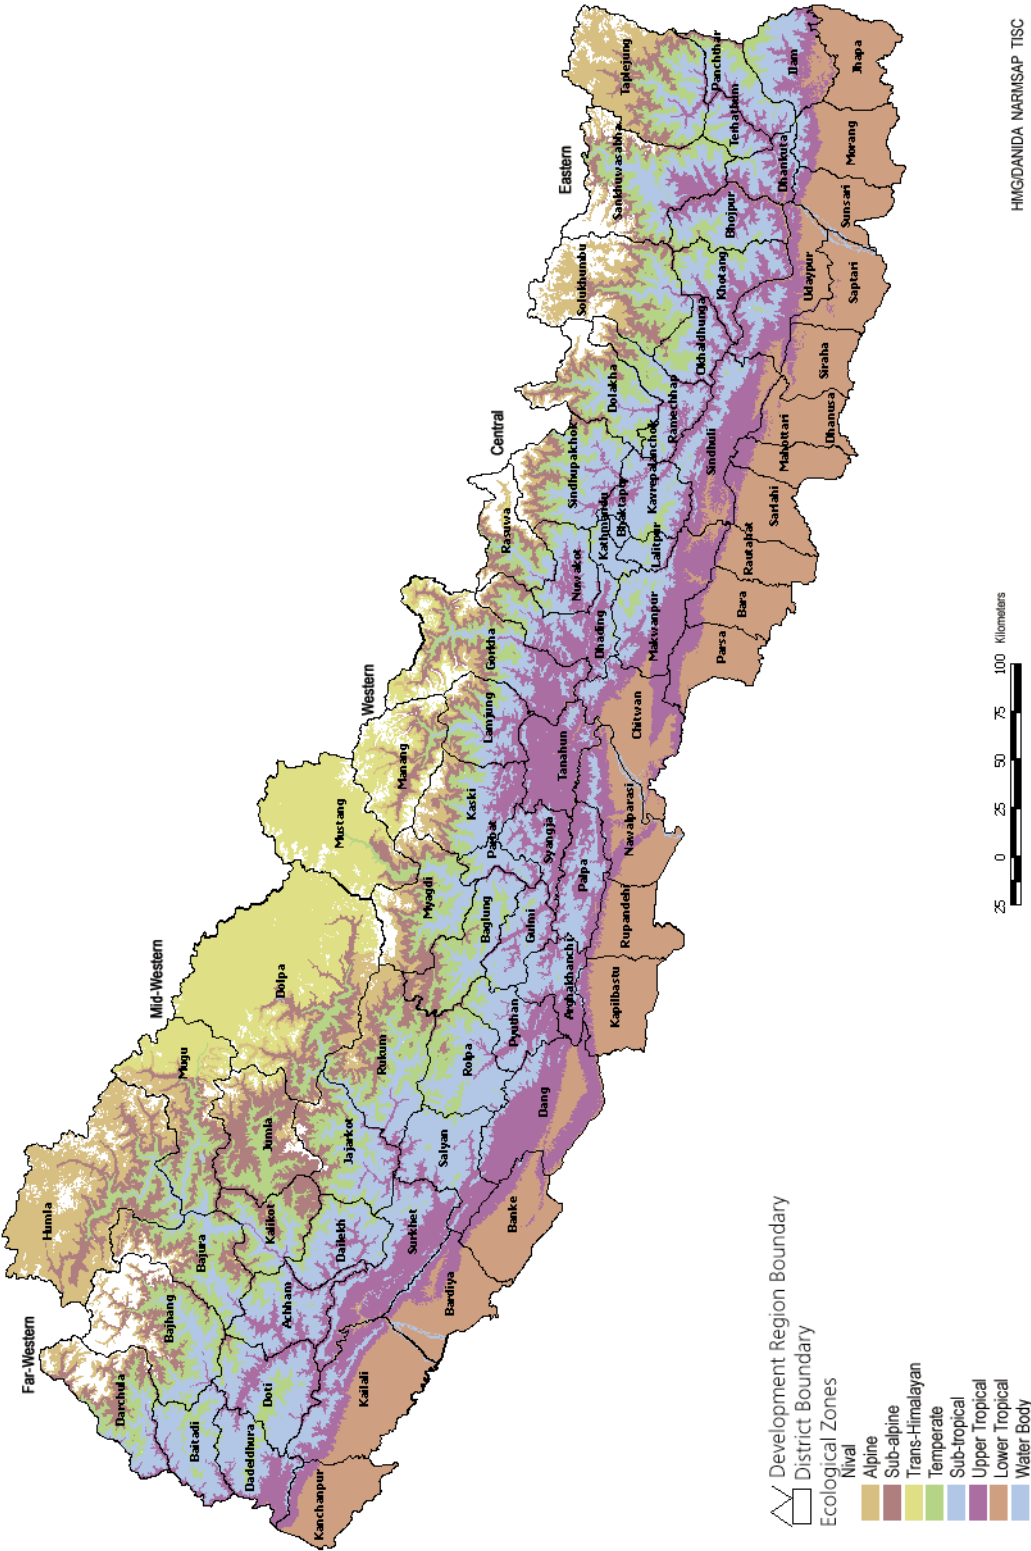 Far-Western
Mid-Western
Western
Central
Eastern
Humla
Darchula
Bajhang
Bajura
Mugu
Baitadi
Dadeldhura
Doti
Achham
Kalikot
Jumla
Dolpa
Mustang
Kanchanpur
Kailali
Dailekh
Jajarkot
Rukum
Surkhet
Salyan
Rolpa
Bardiya
Banke
Dang
Pyuthan
Myagdi
Manang
Baglung
Parbat
Kaski
Lamjung
Gorkha
Gulmi
Syangja
Tanahun
Arghakhanchi
Palpa
Kapilbastu
Rupandehi
Nawalparasi
Chitwan
Rasuwa
Nuwakot
Dhading
Sindhupalchok
Kathmandu
Bhaktapur
Lalitpur
Kavrepalanchok
Makwanpur
Dolakha
Ramechhap
Sindhuli
Parsa
Bara
Rautahat
Sarlahi
Mahottari
Dhanusa
Solukhumbu
Okhaldhunga
Khotang
Sankhuwasabha
Bhojpur
Taplejung
Panchthar
Terhathum
Dhankuta
Ilam
Udaypur
Siraha
Saptari
Sunsari
Morang
Jhapa
Development Region Boundary
District Boundary
Ecological Zones
Nival
Alpine
Sub-alpine
Trans-Himalayan
Temperate
Sub-tropical
Upper Tropical
Lower Tropical
Water Body
25 0 25 50 75 100 Kilometers
HMG/DANIDA NARMSAP TISC